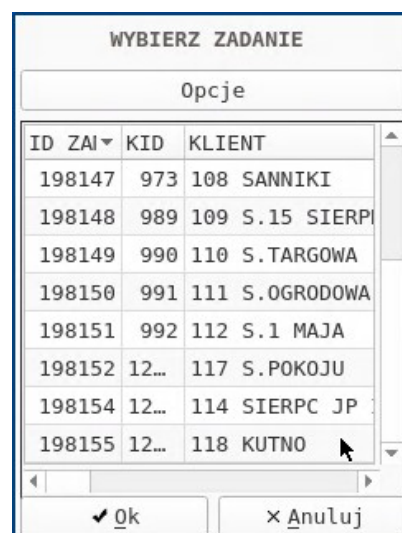 WYBIERZ ZADANIE
Opcje
ID ZA KID KLIENT
198147 973 108 SANNIKI
198148 989 109 S.15 SIERP
198149 990 110 S.TARGOWA
198150 991 111 S.OGRODOWA
198151 992 112 S.1 MAJA
198152 12… 117 S.POKOJU
198154 12… 114 SIERPC JP
198155 12… 118 KUTNO
Ok Anuluj